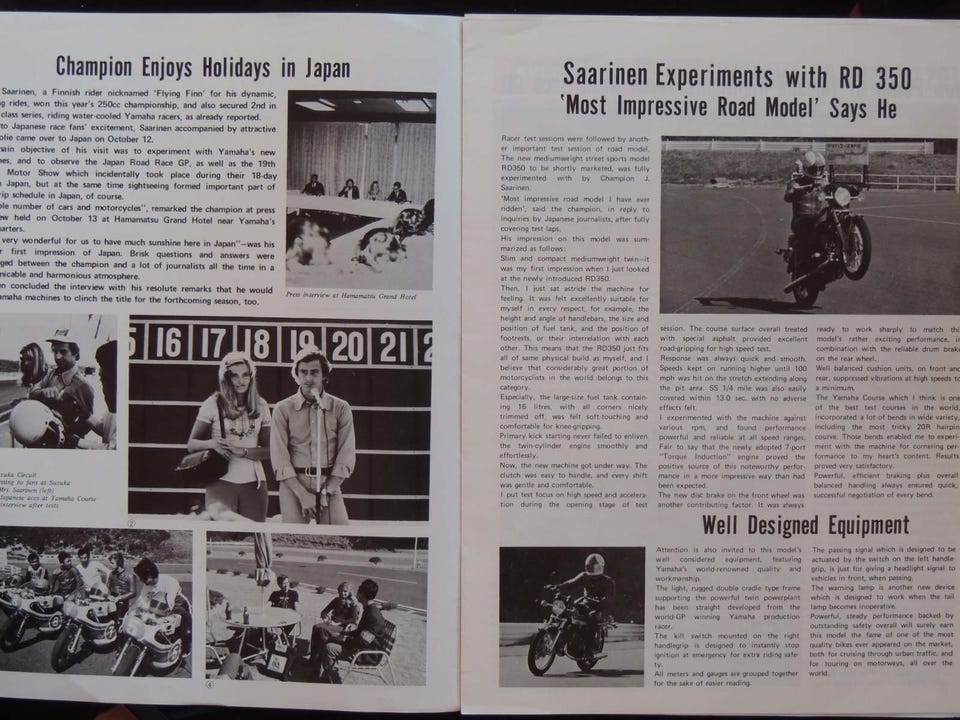 Champion Enjoys Holidays in Japan
Saarinen, a Finnish rider nicknamed 'Flying Finn' for his dynamic,
g rides, won this year's 250cc championship, and also secured 2nd in
class series, riding water-cooled Yamaha racers, as already reported.
to Japanese race fans' excitement, Saarinen accompanied by attractive
olie came over to Japan on October 12.
ain objective of his visit was to experiment with Yamaha's new
nes, and to observe the Japan Road Race GP, as well as the 19th
Motor Show which incidentally took place during their 18-day
n Japan, but at the same time sightseeing formed important part of
rip schedule in Japan, of course.
ble number of cars and motorcycles", remarked the champion at press
ew held on October 13 at Hamamatsu Grand Hotel near Yamaha's
uarters.
very wonderful for us to have much sunshine here in Japan"—was his
r first impression of Japan. Brisk questions and answers were
ged between the champion and a lot of journalists all the time in a
micable and harmonious atmosphere.
en concluded the interview with his resolute remarks that he would
amaha machines to clinch the title for the forthcoming season, too.
Press interview at Hamamatsu Grand Hotel
5 16 17 18 19 20 21 2
zuka Circuit
nting to fans at Suzuka
Mrs. Saarinen (left)
Japanese aces at Yamaha Course
interview after tests
②
④
Saarinen Experiments with RD 350
'Most Impressive Road Model' Says He
Racer test sessions were followed by anoth-
er important test session of road model.
The new mediumweight street sports model
RD350 to be shortly marketed, was fully
experimented with by Champion J.
Saarinen.
'Most impressive road model I have ever
ridden', said the champion, in reply to
inquiries by Japanese journalists, after fully
covering test laps.
His impression on this model was sum-
marized as follows:
Slim and compact mediumweight twin—it
was my first impression when I just looked
at the newly introduced RD350.
Then, I just sat astride the machine for
feeling. It was felt excellently suitable for
myself in every respect, for example, the
height and angle of handlebars, the size and
position of fuel tank, and the position of
footrests, or their interrelation with each
other. This means that the RD350 just fits
all of same physical build as myself, and I
believe that considerably great portion of
motorcyclists in the world belongs to this
category.
Especially, the large-size fuel tank contain-
ing 16 litres, with all corners nicely
trimmed off, was felt soft-touching and
comfortable for knee-gripping.
Primary kick starting never failed to enliven
the twin-cylinder engine smoothly and
effortlessly.
Now, the new machine got under way. The
clutch was easy to handle, and every shift
was gentle and comfortable.
I put test focus on high speed and accelera-
tion during the opening stage of test
session. The course surface overall treated
with special asphalt provided excellent
road-gripping for high speed test.
Response was always quick and smooth.
Speeds kept on running higher until 100
mph was hit on the stretch extending along
the pit area. SS 1/4 mile was also easily
covered within 13.0 sec. with no adverse
effects felt.
I experimented with the machine against
various rpm, and found performance
powerful and reliable at all speed ranges.
Fair to say that the newly adopted 7-port
"Torque Induction" engine proved the
positive source of this noteworthy perfor-
mance in a more impressive way than had
been expected.
The new disc brake on the front wheel was
another contributing factor. It was always
ready to work sharply to match thi
model's rather exciting performance, in
combination with the reliable drum brake
on the rear wheel.
Well balanced cushion units, on front and
rear, suppressed vibrations at high speeds to
a minimum.
The Yamaha Course which I think is one
of the best test courses in the world,
incorporated a lot of bends in wide variety,
including the most tricky 20R hairpin
course. Those bends enabled me to experi-
ment with the machine for cornering per-
formance to my heart's content. Results
proved very satisfactory.
Powerful, efficient braking plus overall
balanced handling always ensured quick,
successful negotiation of every bend.
Well Designed Equipment
Attention is also invited to this model's
well considered equipment, featuring
Yamaha's world-renowned quality and
workmanship.
The light, rugged double cradle type frame
supporting the powerful twin powerplant
has been straight developed from the
world-GP winning Yamaha production
racer.
The kill switch mounted on the right
handlegrip is designed to instantly stop
ignition at emergency for extra riding safe-
ty.
All meters and gauges are grouped together
for the sake of easier reading.
The passing signal which is designed to be
actuated by the switch on the left handle-
grip, is just for giving a headlight signal to
vehicles in front, when passing.
The warning lamp is another new device
which is designed to work when the tail
lamp becomes inoperative.
Powerful, steady performance backed by
outstanding safety overall will surely earn
this model the fame of one of the most
quality bikes ever appeared on the market,
both for cruising through urban traffic, and
for touring on motorways, all over the
world.